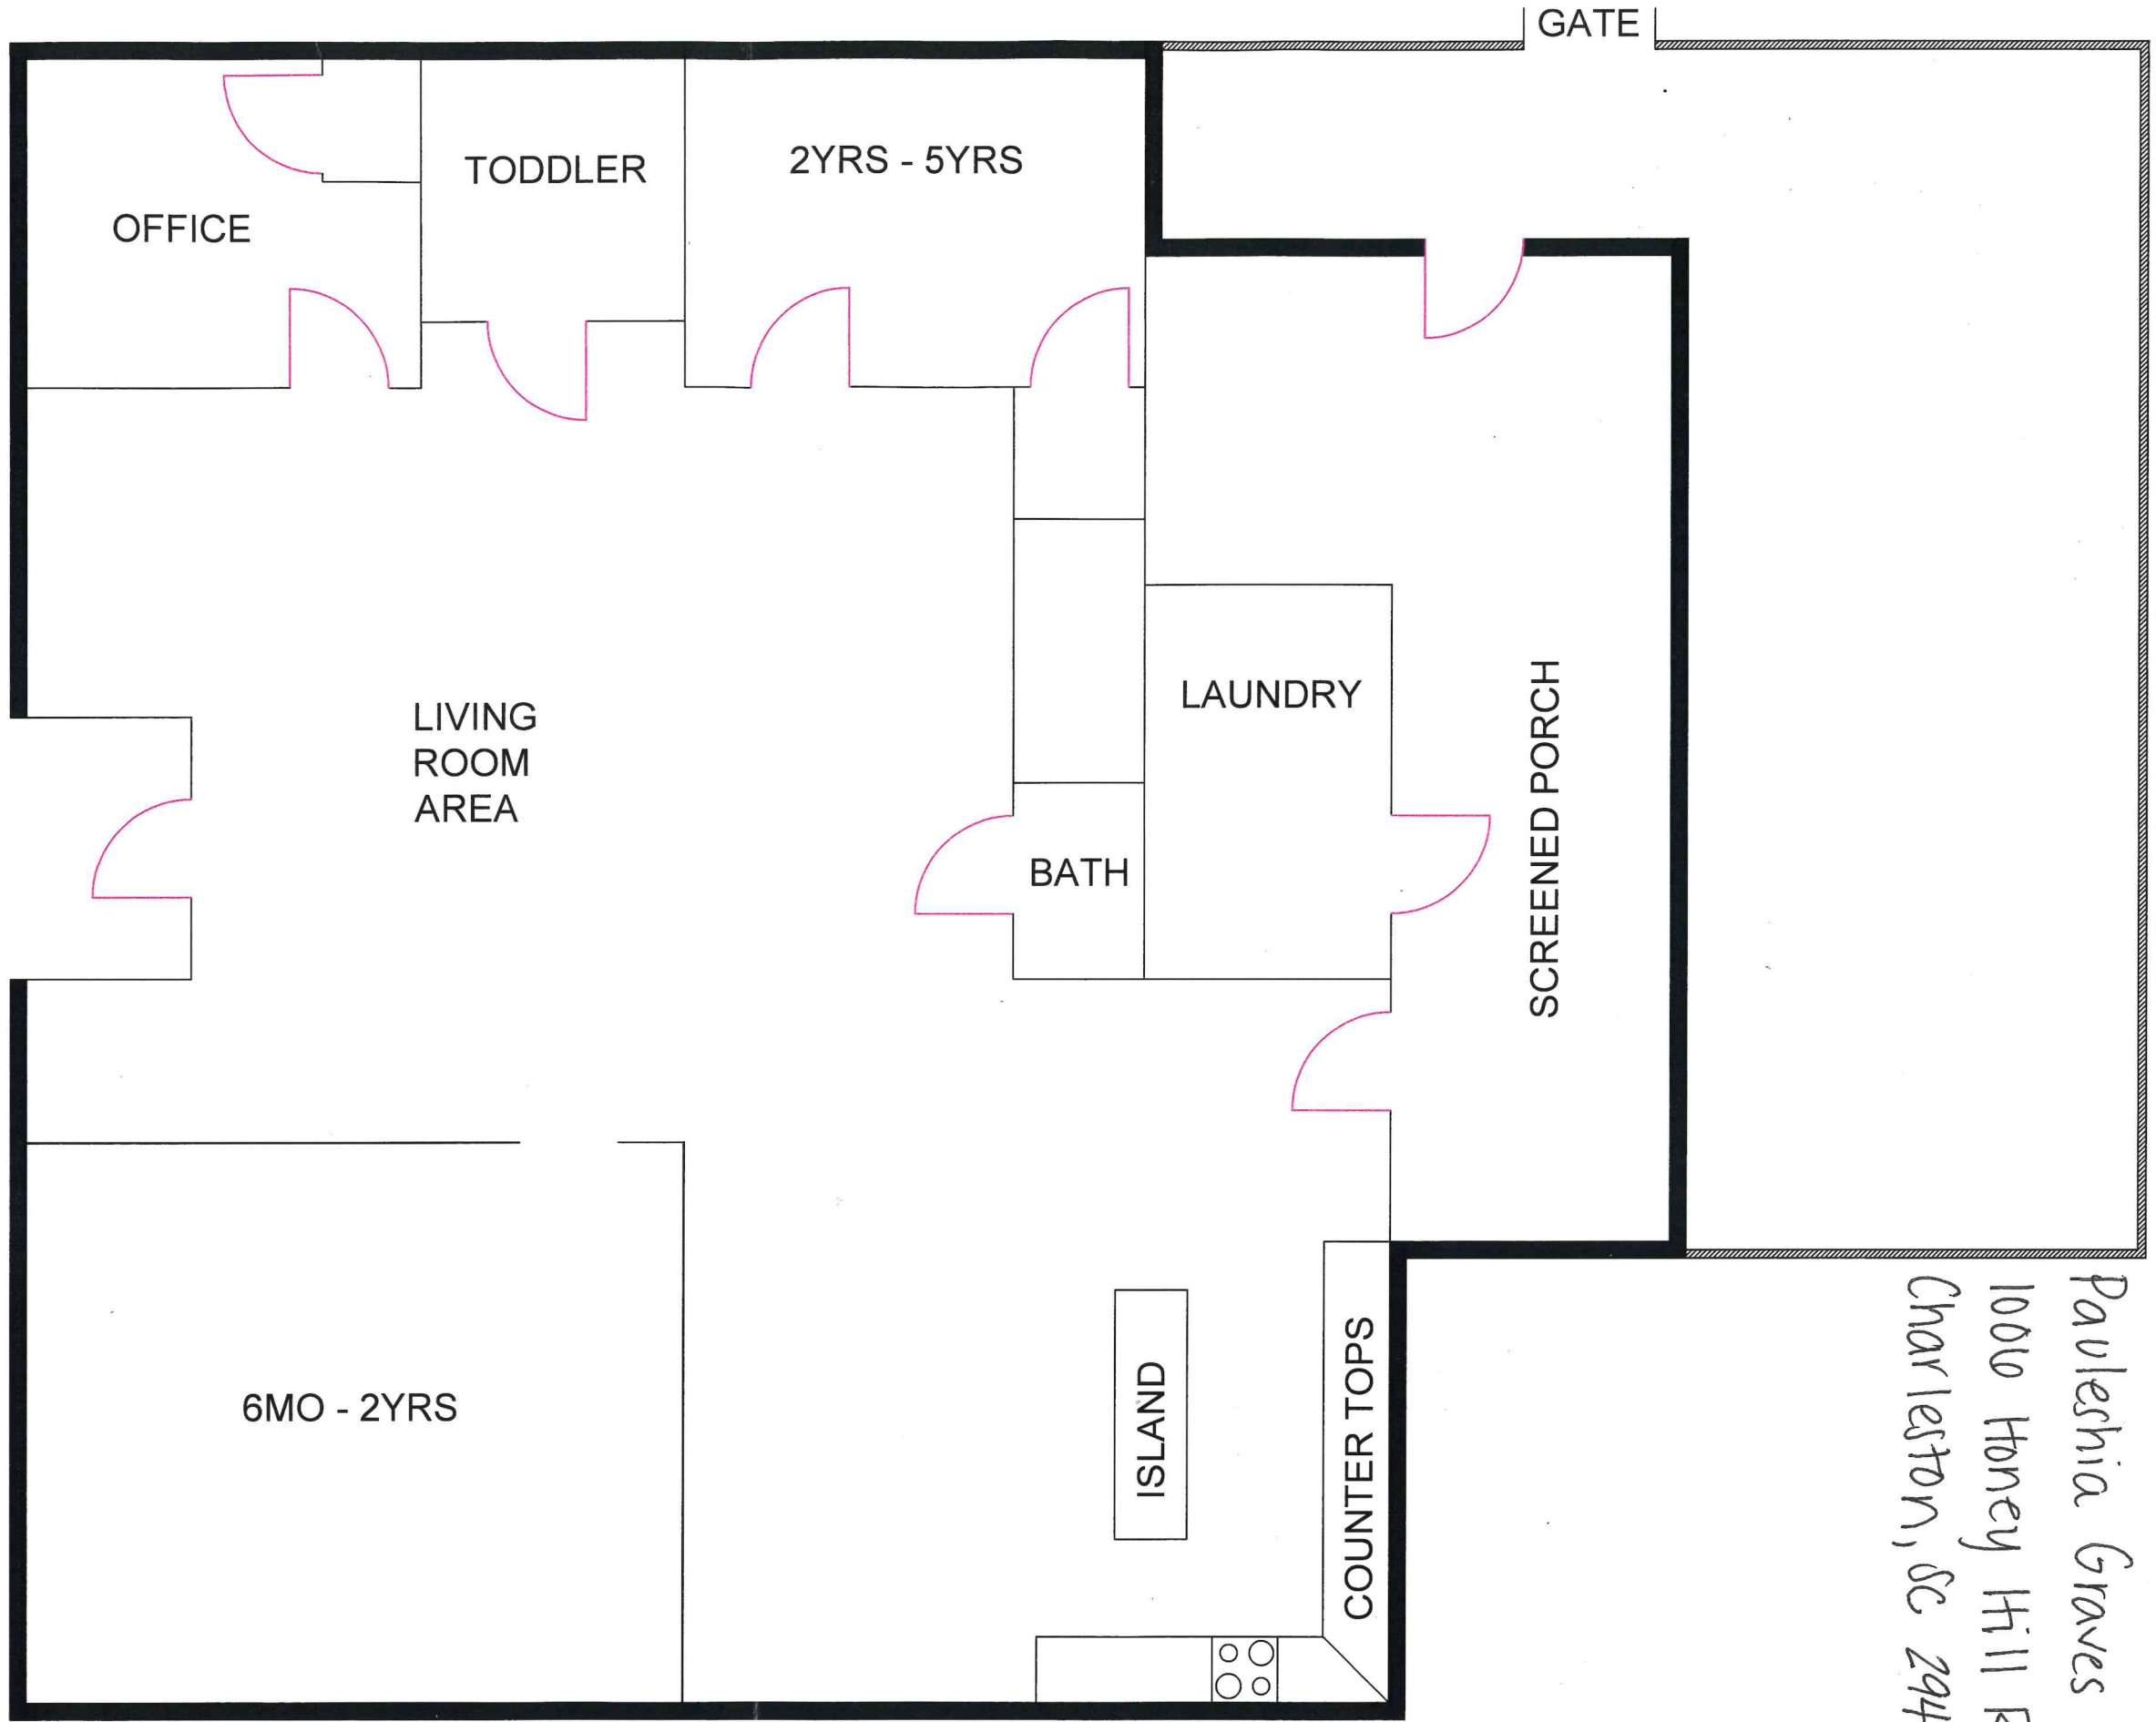 GATE
TODDLER
2YRS - 5YRS
OFFICE
LIVING
ROOM
AREA
LAUNDRY
SCREENED PORCH
BATH
6MO - 2YRS
ISLAND
COUNTER TOPS
Pauleshia Graves
Honey Hill
Charleston, SC